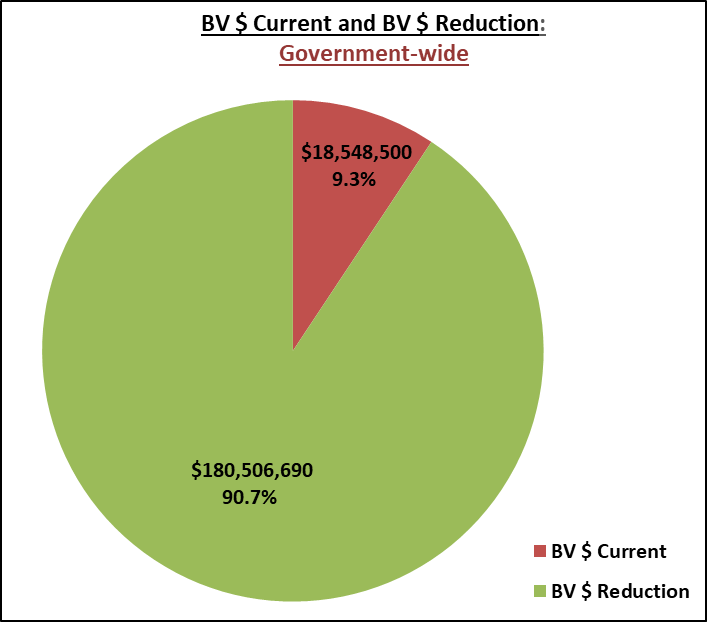 BV $ Current and BV $ Reduction:
Government-wide
$18,548,500
9.3%
$180,506,690
90.7%
BV $ Current
BV $ Reduction